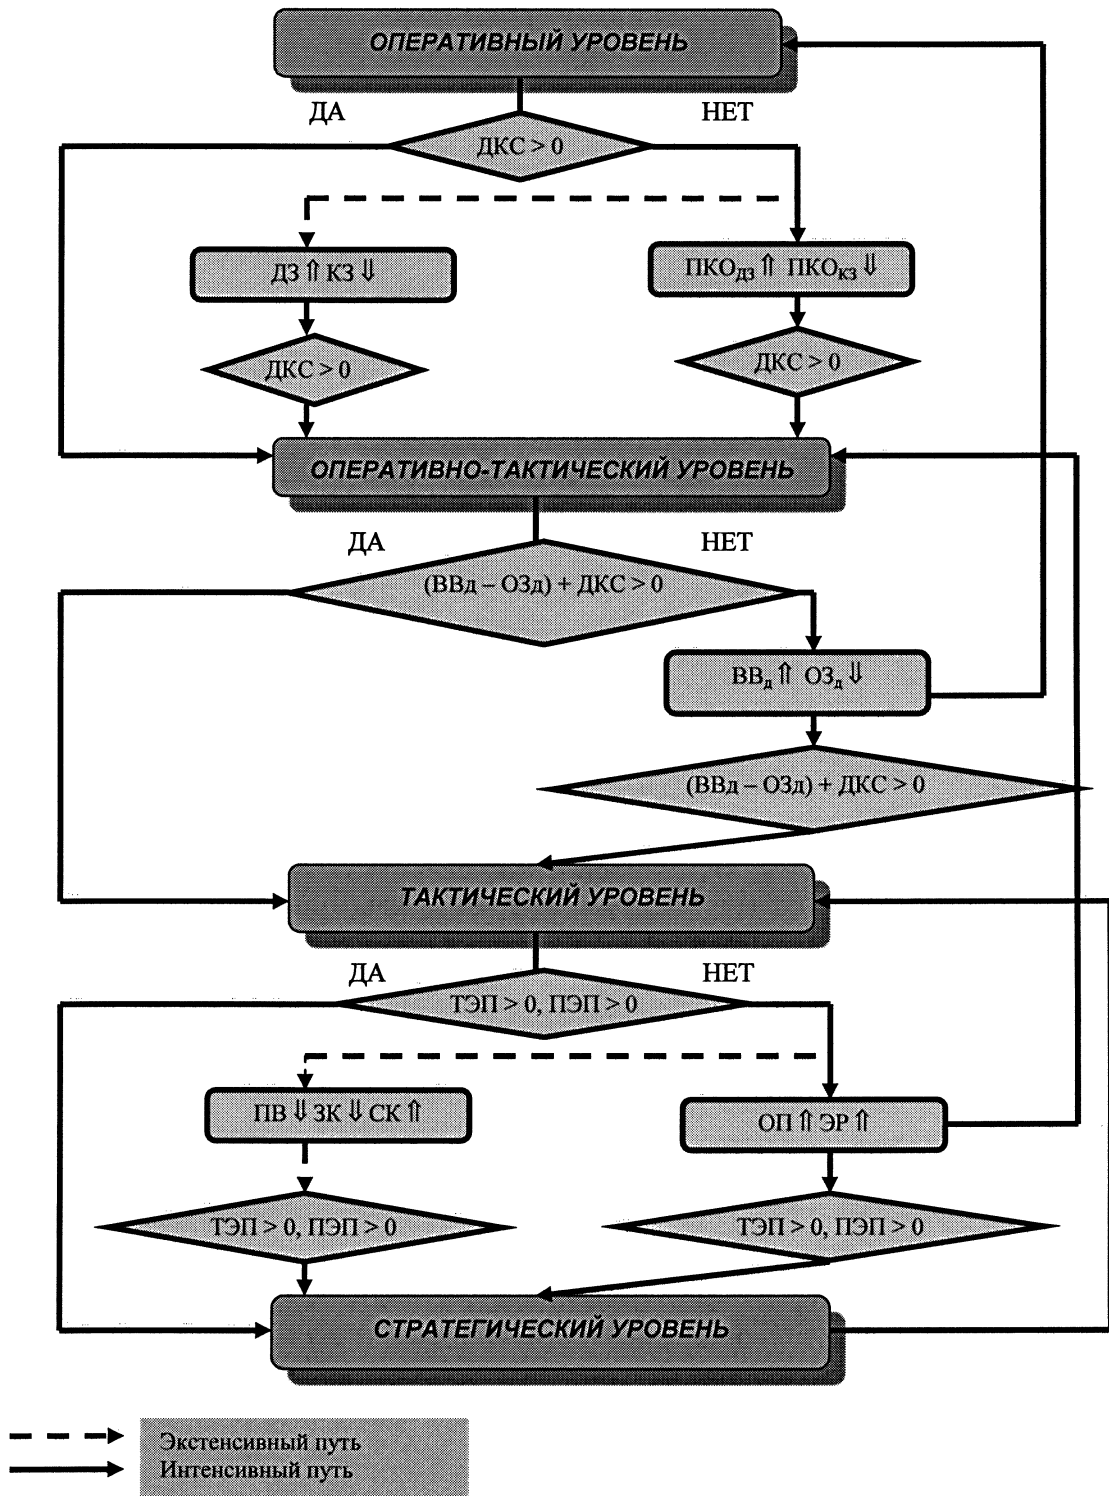 ОПЕРАТИВНЫЙ УРОВЕНЬ
ДА
НЕТ
ДКС > 0
ДЗ ⇑ КЗ ⇓
ПКОДЗ ⇑ ПКОКЗ ⇓
ДКС > 0
ДКС > 0
ОПЕРАТИВНО-ТАКТИЧЕСКИЙ УРОВЕНЬ
ДА
НЕТ
(ВВд – ОЗд) + ДКС > 0
ВВд ⇑ ОЗд ⇓
(ВВд – ОЗд) + ДКС > 0
ТАКТИЧЕСКИЙ УРОВЕНЬ
ДА
НЕТ
ТЭП > 0, ПЭП > 0
ПВ ⇓ ЗК ⇓ СК ⇑
ОП ⇑ ЭР ⇑
ТЭП > 0, ПЭП > 0
ТЭП > 0, ПЭП > 0
СТРАТЕГИЧЕСКИЙ УРОВЕНЬ
Экстенсивный путь
Интенсивный путь